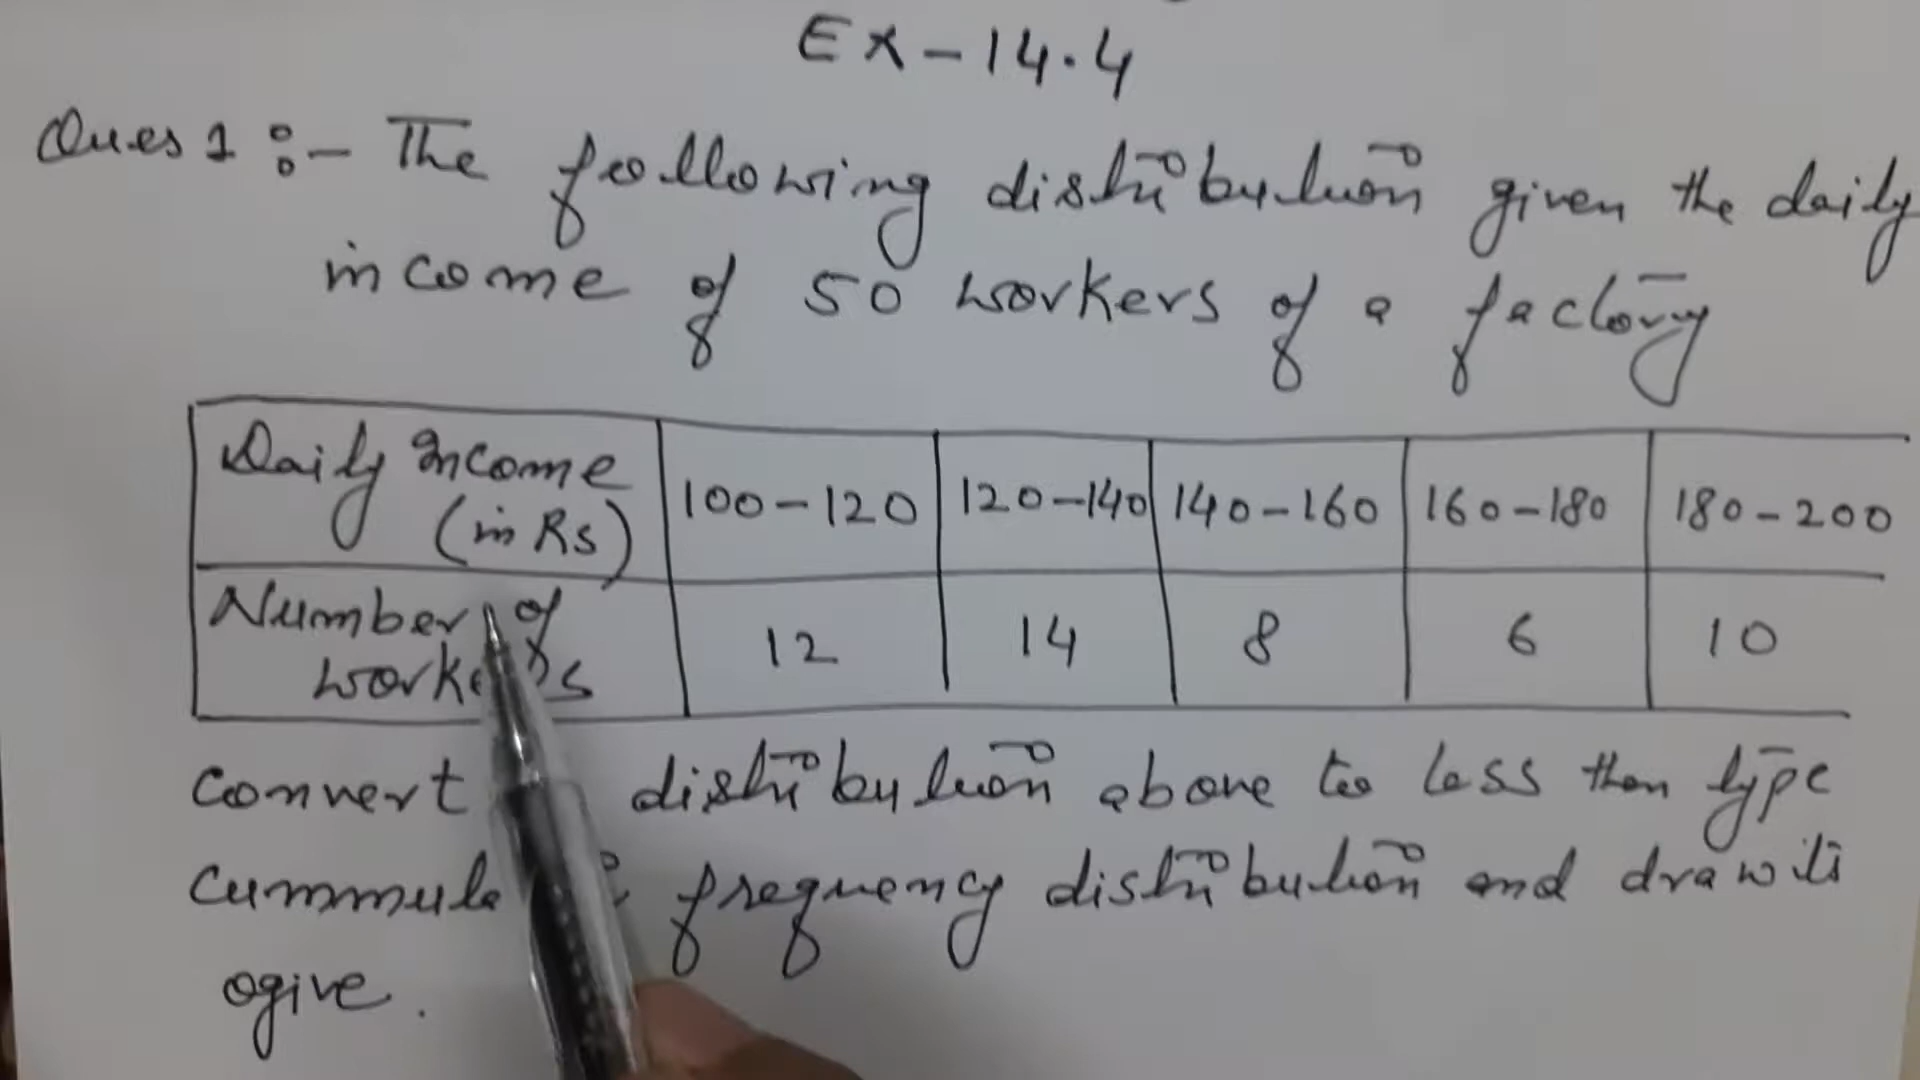 Ex-14.4
Ques 1 :- The following distribution given the daily
income of 50 workers of a factory
Daily Income (in Rs) 100-120 120-140 140-160 160-180 180-200
Number of workers 12 14 8 6 10
Convert distribution above to less than type
frequency distribution and draw its
ogive.